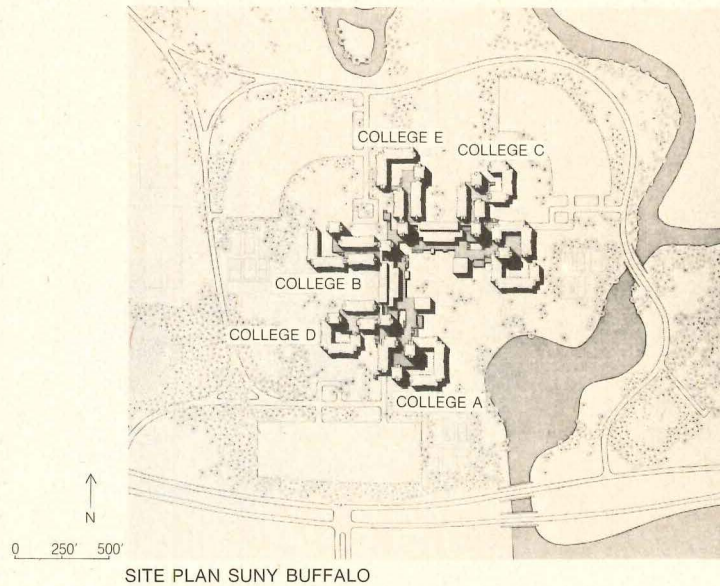 COLLEGE E
COLLEGE C
COLLEGE B
COLLEGE D
COLLEGE A
N
0 250' 500'
SITE PLAN SUNY BUFFALO